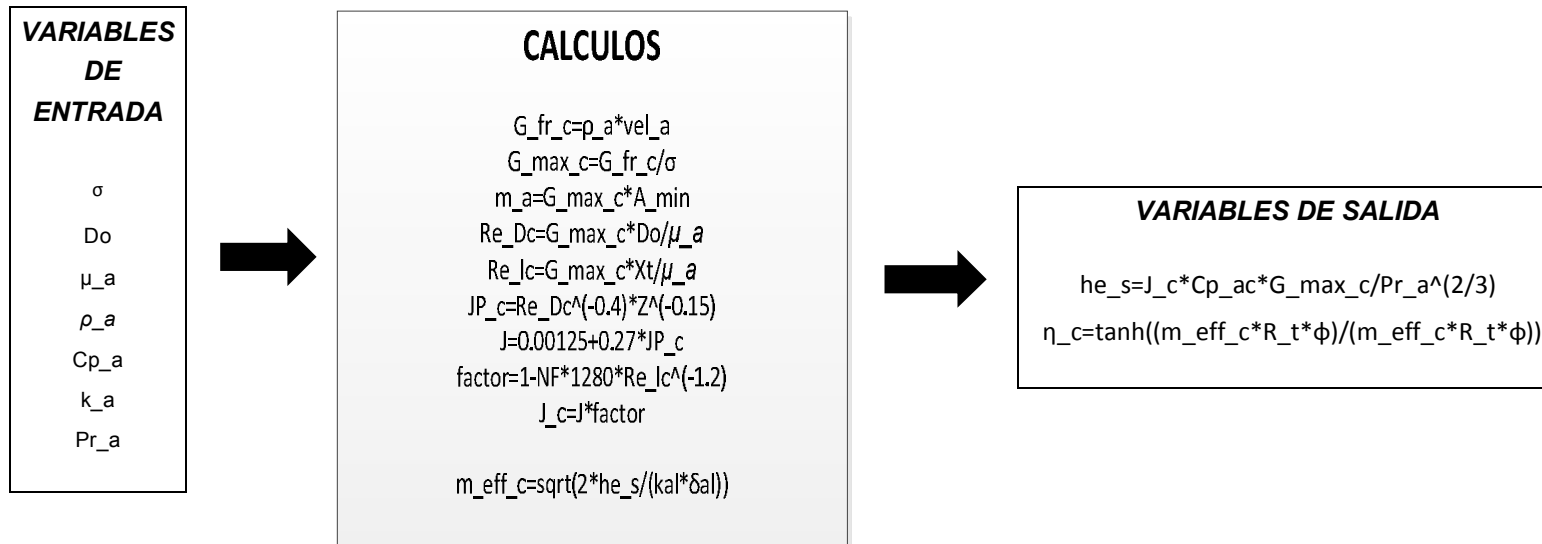 VARIABLES
DE
ENTRADA
σ
Do
μ_a
ρ_a
Cp_a
k_a
Pr_a
CALCULOS
G_fr_c=ρ_a*vel_a
G_max_c=G_fr_c/σ
m_a=G_max_c*A_min
Re_Dc=G_max_c*Do/μ_a
Re_lc=G_max_c*Xt/μ_a
JP_c=Re_Dc^(-0.4)*Z^(-0.15)
J=0.00125+0.27*JP_c
factor=1-NF*1280*Re_lc^(-1.2)
J_c=J*factor
m_eff_c=sqrt(2*he_s/(kal*δal))
VARIABLES DE SALIDA
he_s=J_c*Cp_ac*G_max_c/Pr_a^(2/3)
η_c=tanh((m_eff_c*R_t*ϕ)/(m_eff_c*R_t*ϕ))